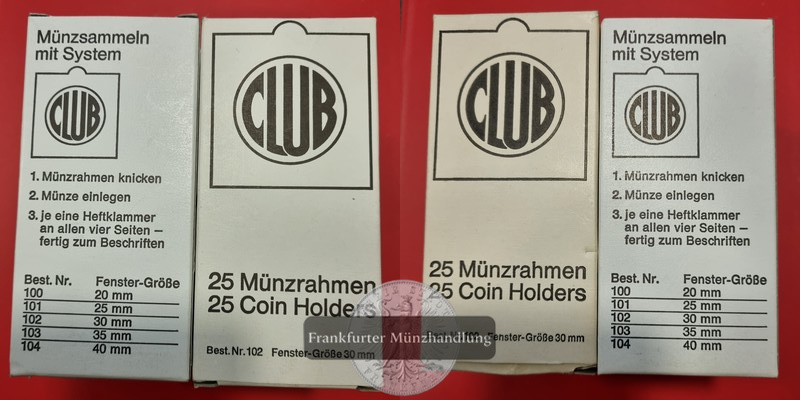 Münzsammeln
mit System
CLUB
1. Münzrahmen knicken
2. Münze einlegen
3. je eine Heftklammer
an allen vier Seiten –
fertig zum Beschriften
Best. Nr. Fenster-Größe
100 20 mm
101 25 mm
102 30 mm
103 35 mm
104 40 mm
CLUB
25 Münzrahmen
25 Coin Holders
Best. Nr. 102 Fenster-Größe 30 mm
CLUB
25 Münzrahmen
25 Coin Holders
Fenster-Größe 30 mm
Münzsammeln
mit System
CLUB
1. Münzrahmen knicken
2. Münze einlegen
3. je eine Heftklammer
an allen vier Seiten –
fertig zum Beschriften
Best. Nr. Fenster-Größe
100 20 mm
101 25 mm
102 30 mm
103 35 mm
104 40 mm
Frankfurter Münzhandlung